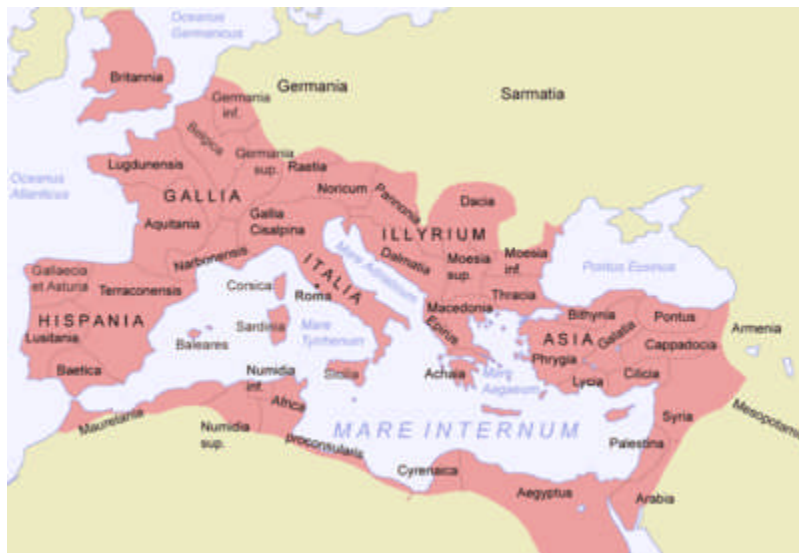 Oceanus
Germanicus
Britannia
Germania
Sarmatia
Germania
inf.
Belgica
Oceanus
Atlanticus
Lugdunensis
Germania
sup.
Rastia
Noricum
Pannonia
Dacia
GALLIA
Aquitania
Gallia
Cisalpina
ILLYRIUM
Mare Adriaticum
Dalmatia
Moesia
sup.
Moesia
inf.
Pontus Euxinus
Narbonensis
ITALIA
Gallaecia
et Asturia
Terraconensis
Corsica
Roma
Macedonia
Thracia
Bithynia
Pontus
Armenia
HISPANIA
Lusitania
Sardinia
Mare
Tyrrhenum
Epirus
ASIA
Galatia
Cappadocia
Baleares
Baetica
Numidia
inf.
Sicilia
Achaia
Mare
Aegaeum
Phrygia
Lycia
Cilicia
Mauretania
Numidia
sup.
Africa
proconsularis
MARE INTERNUM
Syria
Mesopotamia
Palestina
Cyrenaica
Aegyptus
Arabia